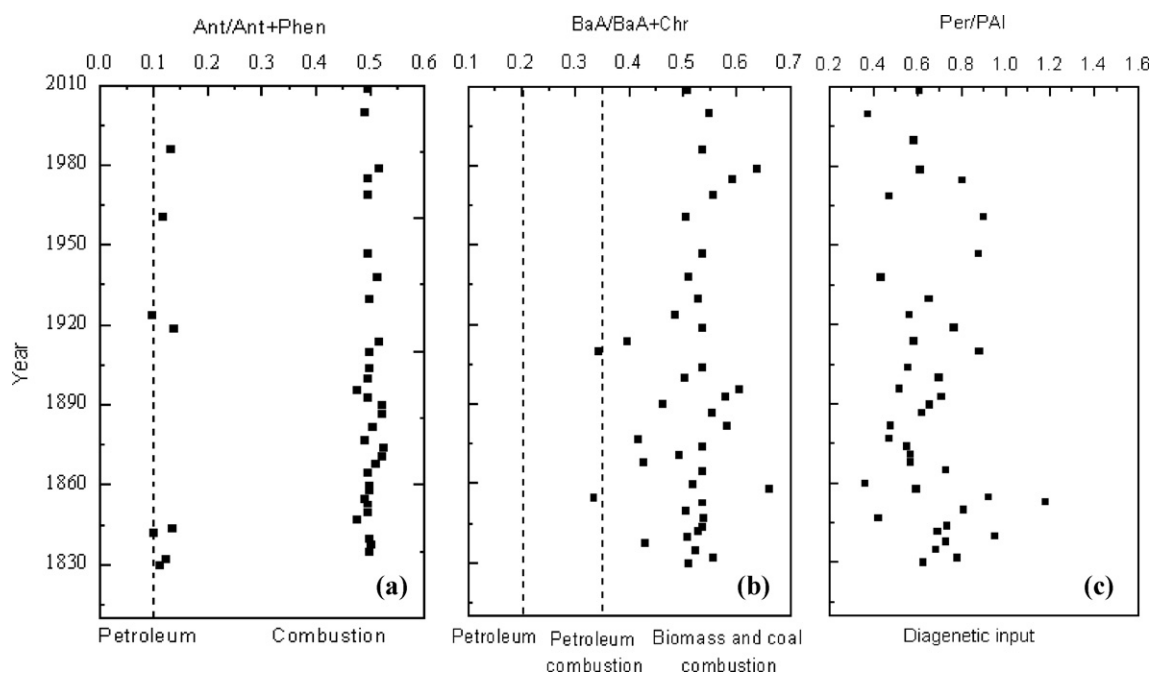 Ant/Ant+Phen
BaA/BaA+Chr
Per/PAI
0.0 0.1 0.2 0.3 0.4 0.5 0.6
0.1 0.2 0.3 0.4 0.5 0.6 0.7
0.2 0.4 0.6 0.8 1.0 1.2 1.4 1.6
2010
1980
1950
1920
1890
1860
1830
Year
(a)
(b)
(c)
Petroleum
Combustion
Petroleum
Petroleum
combustion
Biomass and coal
combustion
Diagenetic input